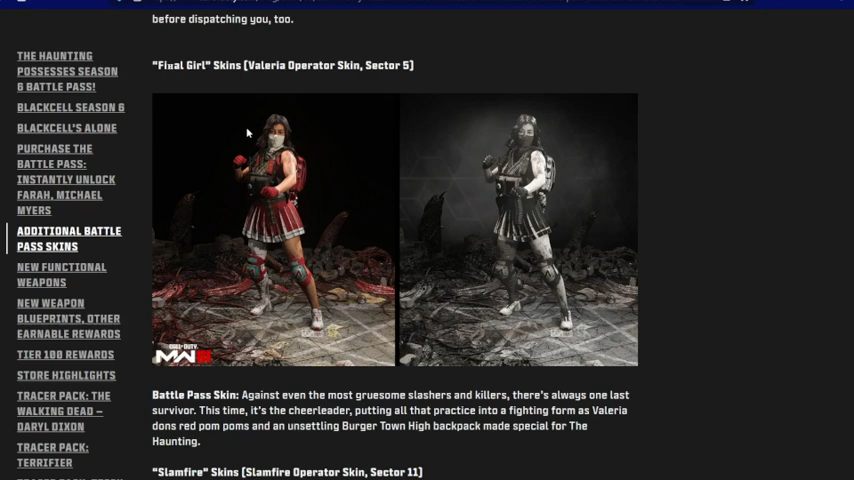 before dispatching you, too.
THE HAUNTING
POSSESSES SEASON
6 BATTLE PASS!
BLACKCELL SEASON 6
BLACKCELL'S ALONE
PURCHASE THE
BATTLE PASS:
INSTANTLY UNLOCK
FARAH, MICHAEL
MYERS
ADDITIONAL BATTLE
PASS SKINS
NEW FUNCTIONAL
WEAPONS
NEW WEAPON
BLUEPRINTS, OTHER
EARNABLE REWARDS
TIER 100 REWARDS
STORE HIGHLIGHTS
TRACER PACK: THE
WALKING DEAD –
DARYL DIXON
TRACER PACK:
TERRIFIER
"Final Girl" Skins (Valeria Operator Skin, Sector 5)
CALL OF DUTY
MW III
Battle Pass Skin: Against even the most gruesome slashers and killers, there's always one last
survivor. This time, it's the cheerleader, putting all that practice into a fighting form as Valeria
dons red pom poms and an unsettling Burger Town High backpack made special for The
Haunting.
"Slamfire" Skins (Slamfire Operator Skin, Sector 11)